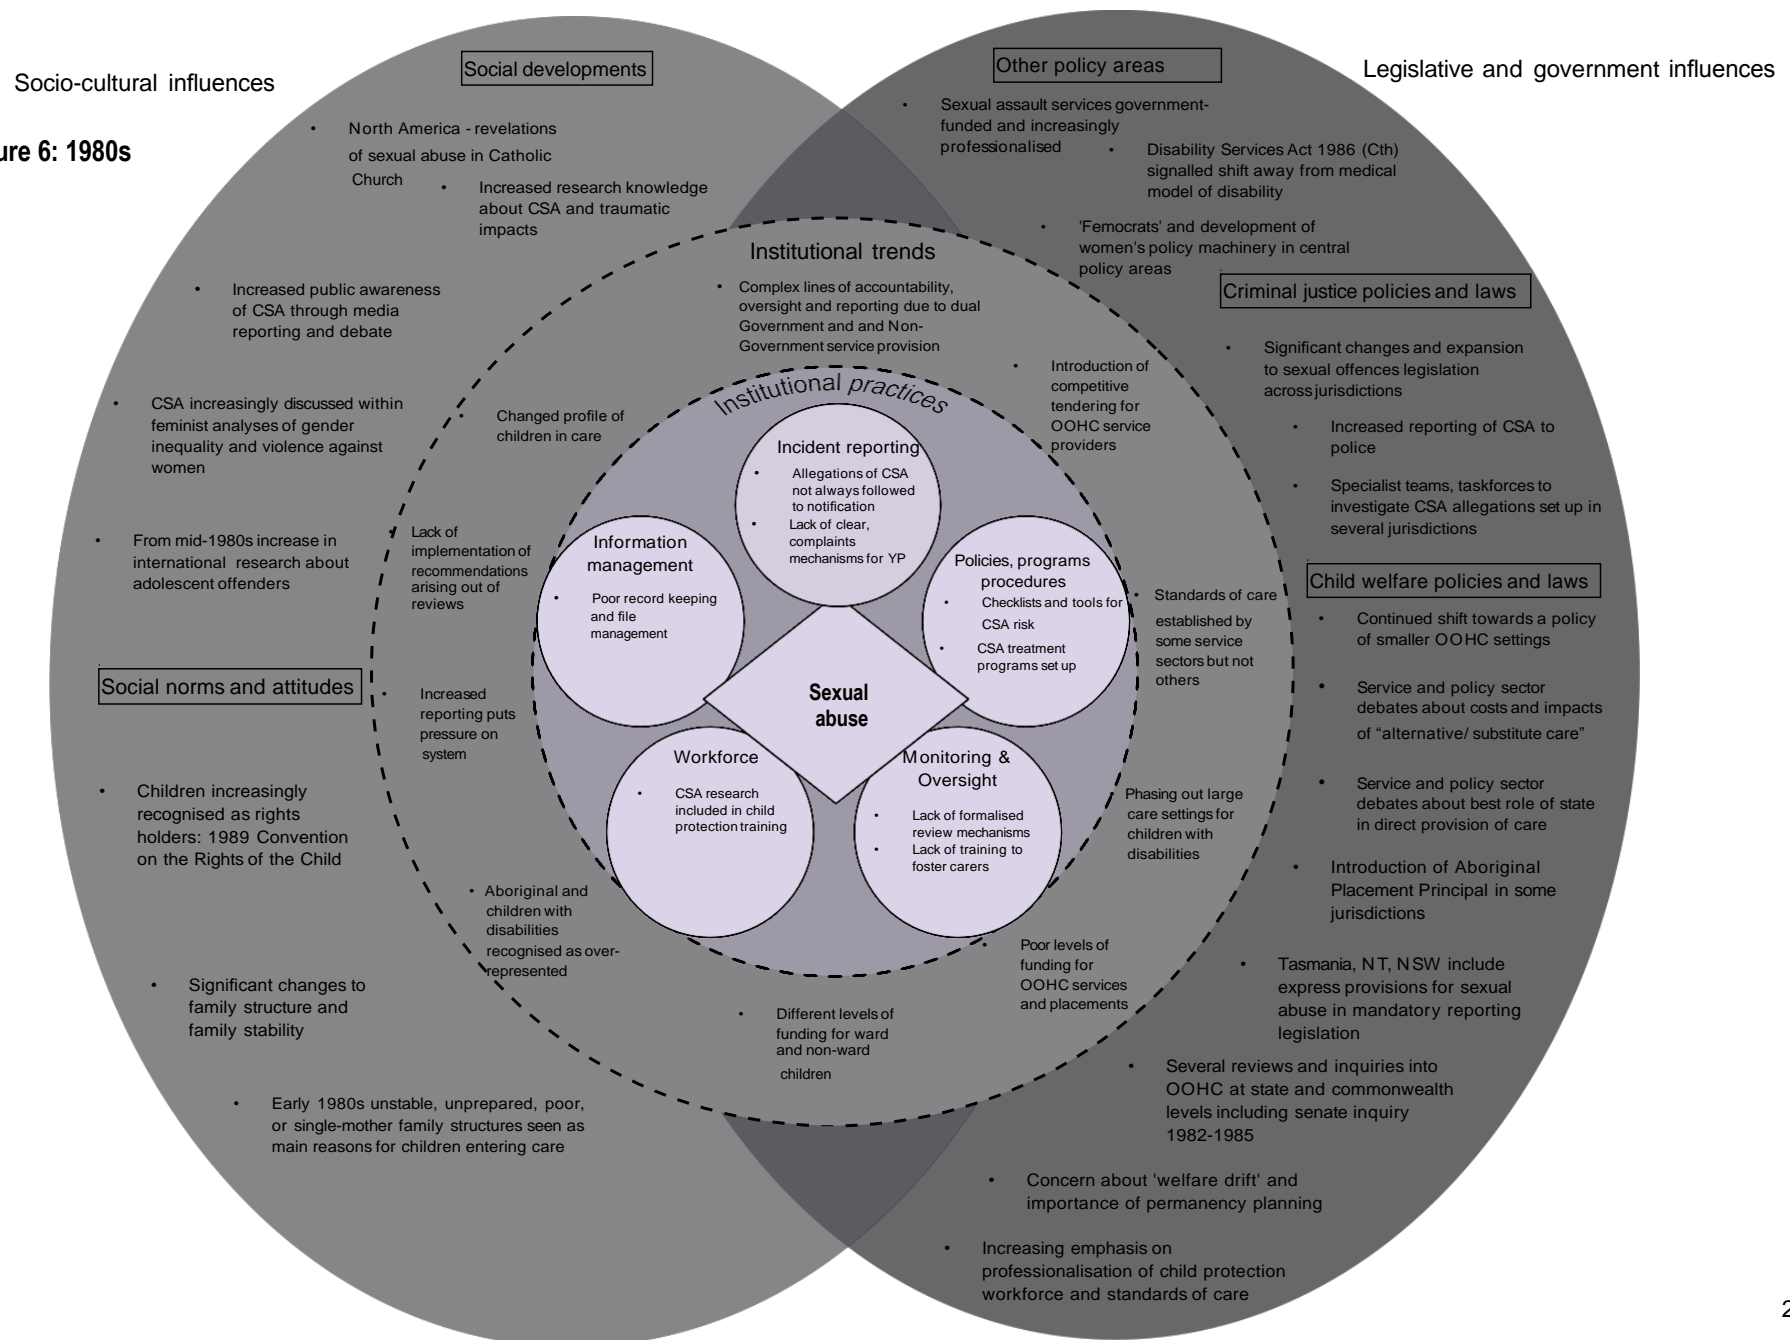 Socio-cultural influences
Legislative and government influences
ure 6: 1980s
Social developments
• North America - revelations
of sexual abuse in Catholic
Church
• Increased research knowledge
about CSA and traumatic
impacts
• Increased public awareness
of CSA through media
reporting and debate
• CSA increasingly discussed within
feminist analyses of gender
inequality and violence against
women
• From mid-1980s increase in
international research about
adolescent offenders
Social norms and attitudes
• Children increasingly
recognised as rights
holders: 1989 Convention
on the Rights of the Child
• Significant changes to
family structure and
family stability
• Early 1980s unstable, unprepared, poor,
or single-mother family structures seen as
main reasons for children entering care
Other policy areas
• Sexual assault services government-
funded and increasingly
professionalised
• Disability Services Act 1986 (Cth)
signalled shift away from medical
model of disability
• 'Femocrats' and development of
women's policy machinery in central
policy areas
Criminal justice policies and laws
• Significant changes and expansion
to sexual offences legislation
across jurisdictions
• Increased reporting of CSA to
police
• Specialist teams, taskforces to
investigate CSA allegations set up in
several jurisdictions
Child welfare policies and laws
• Continued shift towards a policy
of smaller OOHC settings
• Service and policy sector
debates about costs and impacts
of “alternative/ substitute care”
• Service and policy sector
debates about best role of state
in direct provision of care
• Introduction of Aboriginal
Placement Principal in some
jurisdictions
• Tasmania, NT, NSW include
express provisions for sexual
abuse in mandatory reporting
legislation
• Several reviews and inquiries into
OOHC at state and commonwealth
levels including senate inquiry
1982-1985
• Concern about 'welfare drift' and
importance of permanency planning
• Increasing emphasis on
professionalisation of child protection
workforce and standards of care
Institutional trends
• Complex lines of accountability,
oversight and reporting due to dual
Government and and Non-
Government service provision
• Introduction of
competitive
tendering for
OOHC service
providers
• Changed profile of
children in care
• Lack of
implementation of
recommendations
arising out of
reviews
• Standards of care
established by
some service
sectors but not
others
• Increased
reporting puts
pressure on
system
• Phasing out large
care settings for
children with
disabilities
• Aboriginal and
children with
disabilities
recognised as over-
represented
• Poor levels of
funding for
OOHC services
and placements
• Different levels of
funding for ward
and non-ward
children
Institutional practices
Incident reporting
• Allegations of CSA
not always followed
to notification
• Lack of clear,
complaints
mechanisms for YP
Information
management
• Poor record keeping
and file
management
Policies, programs
procedures
• Checklists and tools for
CSA risk
• CSA treatment
programs set up
Sexual
abuse
Workforce
• CSA research
included in child
protection training
Monitoring &
Oversight
• Lack of formalised
review mechanisms
• Lack of training to
foster carers
2